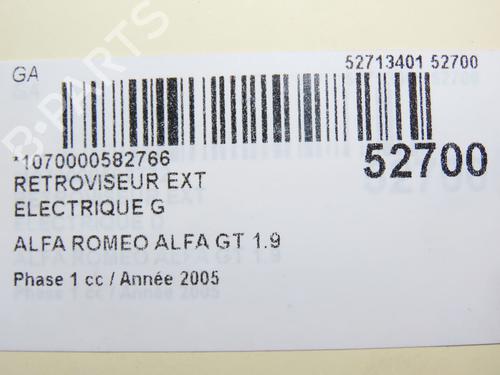 GA
52713401 52700
*1070000582766
52700
RETROVISEUR EXT
ELECTRIQUE G
ALFA ROMEO ALFA GT 1.9
Phase 1 cc / Année 2005
B-PARTS